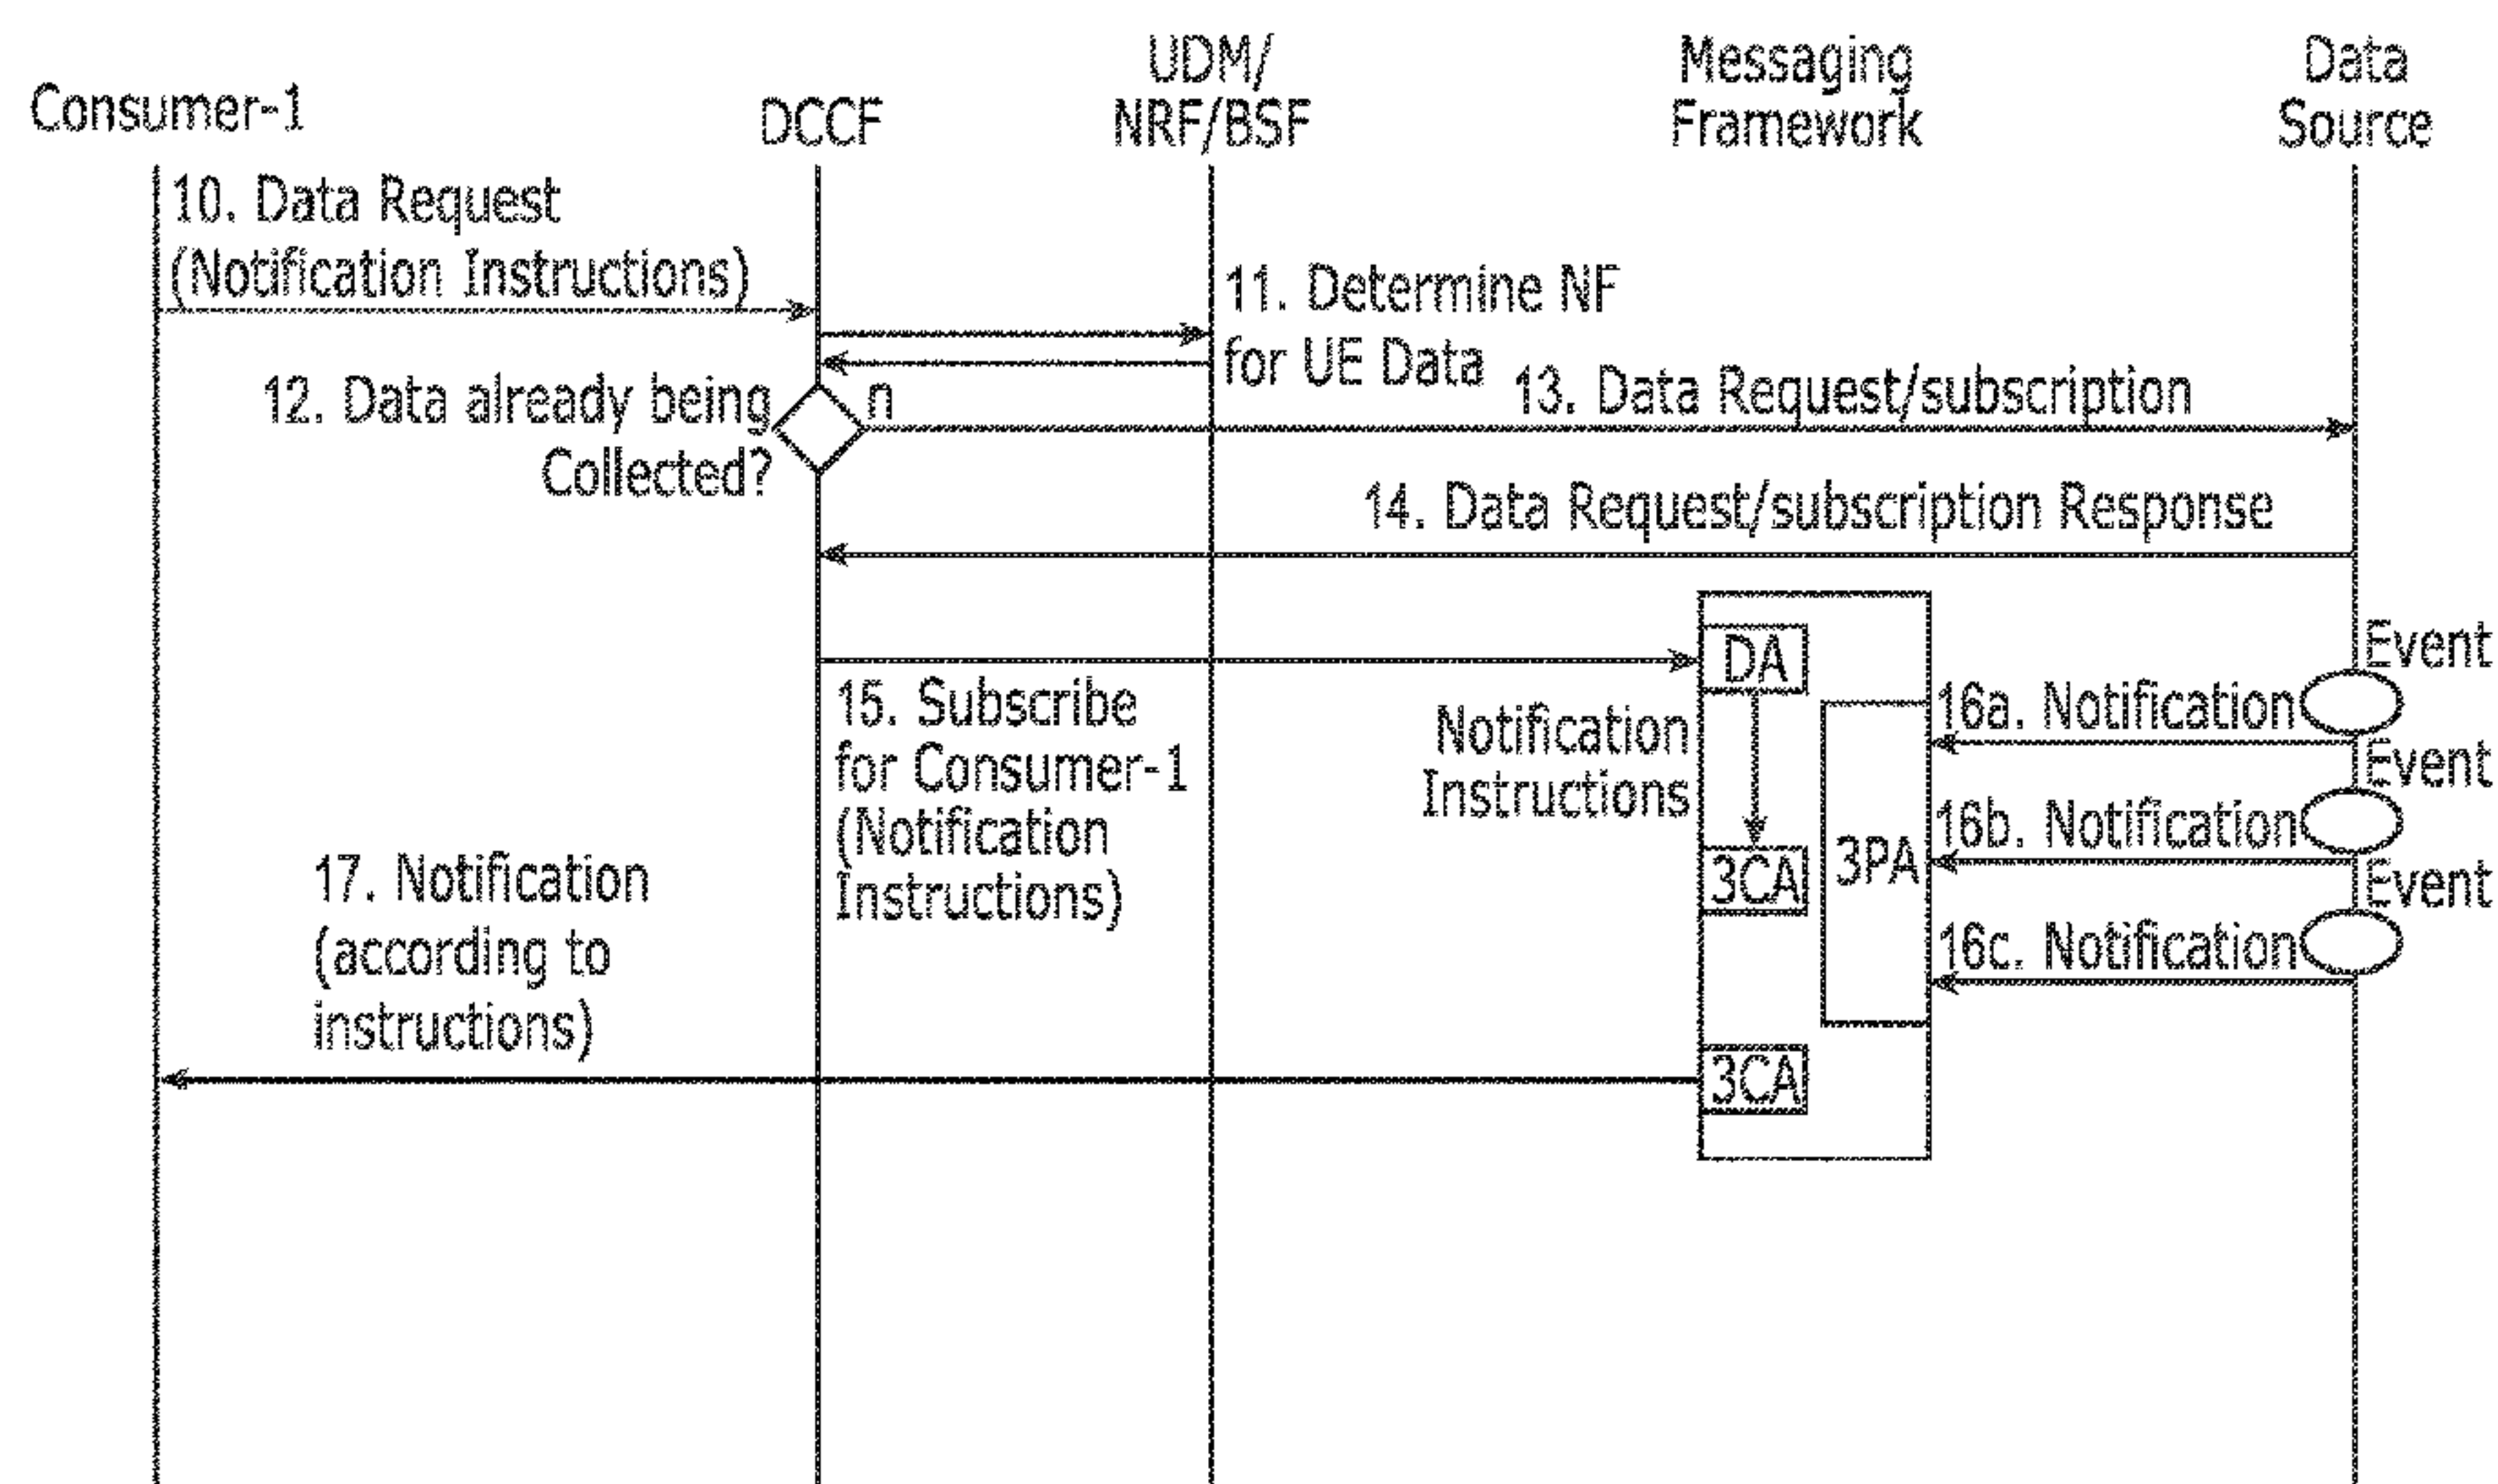 Consumer-1
DCCF
UDM/
NRF/BSF
Messaging
Framework
Data
Source
10. Data Request
(Notification Instructions)
11. Determine NF
for UE Data
12. Data already being
Collected?
n
13. Data Request/subscription
14. Data Request/subscription Response
DA
15. Subscribe
for Consumer-1
(Notification
Instructions)
Notification
Instructions
3CA
3PA
Event
16a. Notification
Event
16b. Notification
Event
16c. Notification
17. Notification
(according to
instructions)
3CA